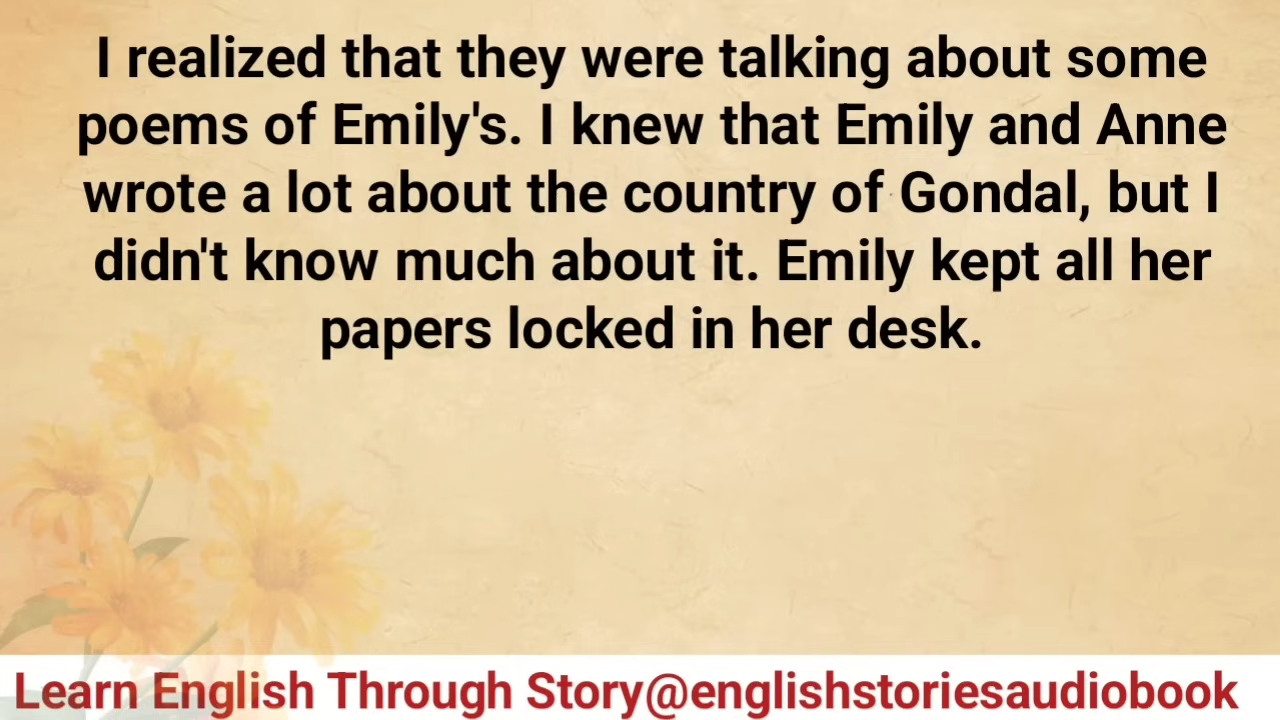 I realized that they were talking about some
poems of Emily's. I knew that Emily and Anne
wrote a lot about the country of Gondal, but I
didn't know much about it. Emily kept all her
papers locked in her desk.
Learn English Through Story@englishstoriesaudiobook